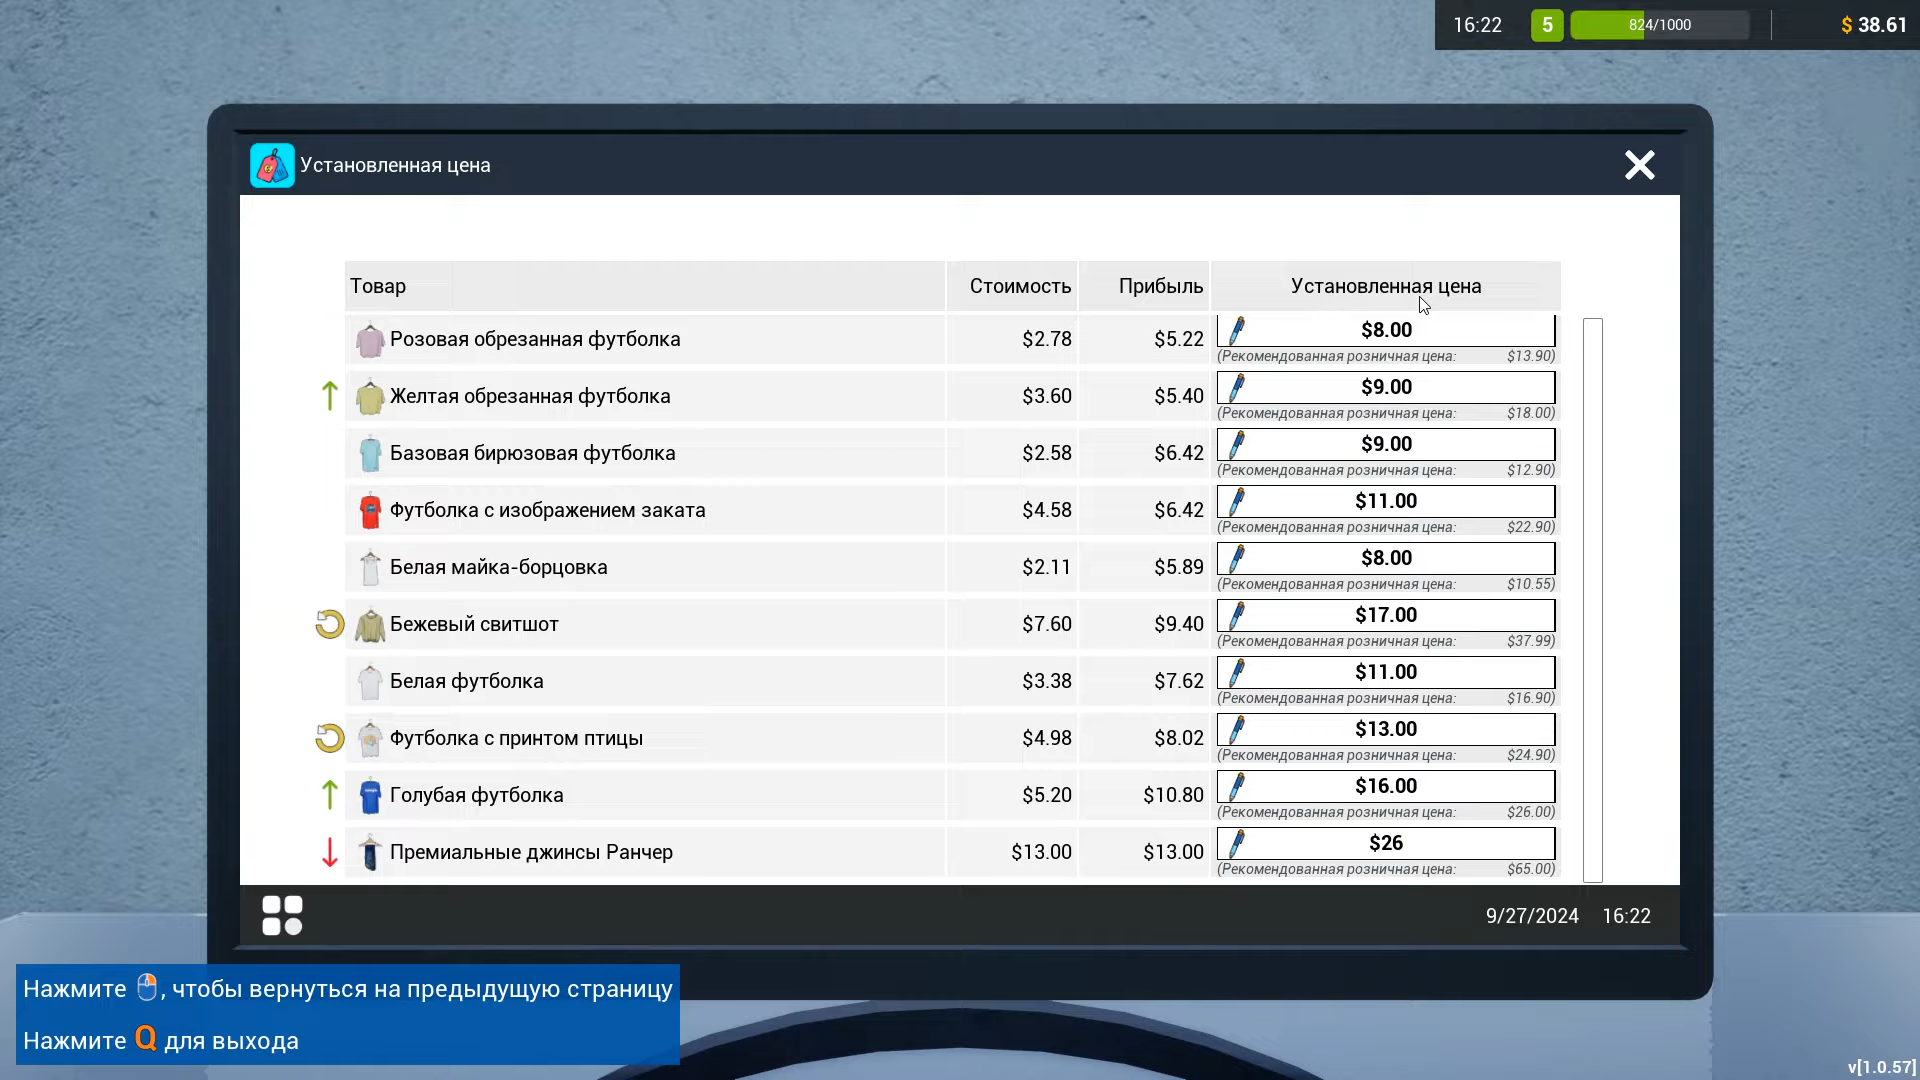 16:22 5 824/1000 $ 38.61
Установленная цена
Товар Стоимость Прибыль Установленная цена
Розовая обрезанная футболка $2.78 $5.22 $8.00
(Рекомендованная розничная цена: $13.90)
Желтая обрезанная футболка $3.60 $5.40 $9.00
(Рекомендованная розничная цена: $18.00)
Базовая бирюзовая футболка $2.58 $6.42 $9.00
(Рекомендованная розничная цена: $12.90)
Футболка с изображением заката $4.58 $6.42 $11.00
(Рекомендованная розничная цена: $22.90)
Белая майка-борцовка $2.11 $5.89 $8.00
(Рекомендованная розничная цена: $10.55)
Бежевый свитшот $7.60 $9.40 $17.00
(Рекомендованная розничная цена: $37.99)
Белая футболка $3.38 $7.62 $11.00
(Рекомендованная розничная цена: $16.90)
Футболка с принтом птицы $4.98 $8.02 $13.00
(Рекомендованная розничная цена: $24.90)
Голубая футболка $5.20 $10.80 $16.00
(Рекомендованная розничная цена: $26.00)
Премиальные джинсы Ранчер $13.00 $13.00 $26
(Рекомендованная розничная цена: $65.00)
9/27/2024 16:22
Нажмите , чтобы вернуться на предыдущую страницу
Нажмите Q для выхода
v[1.0.57]